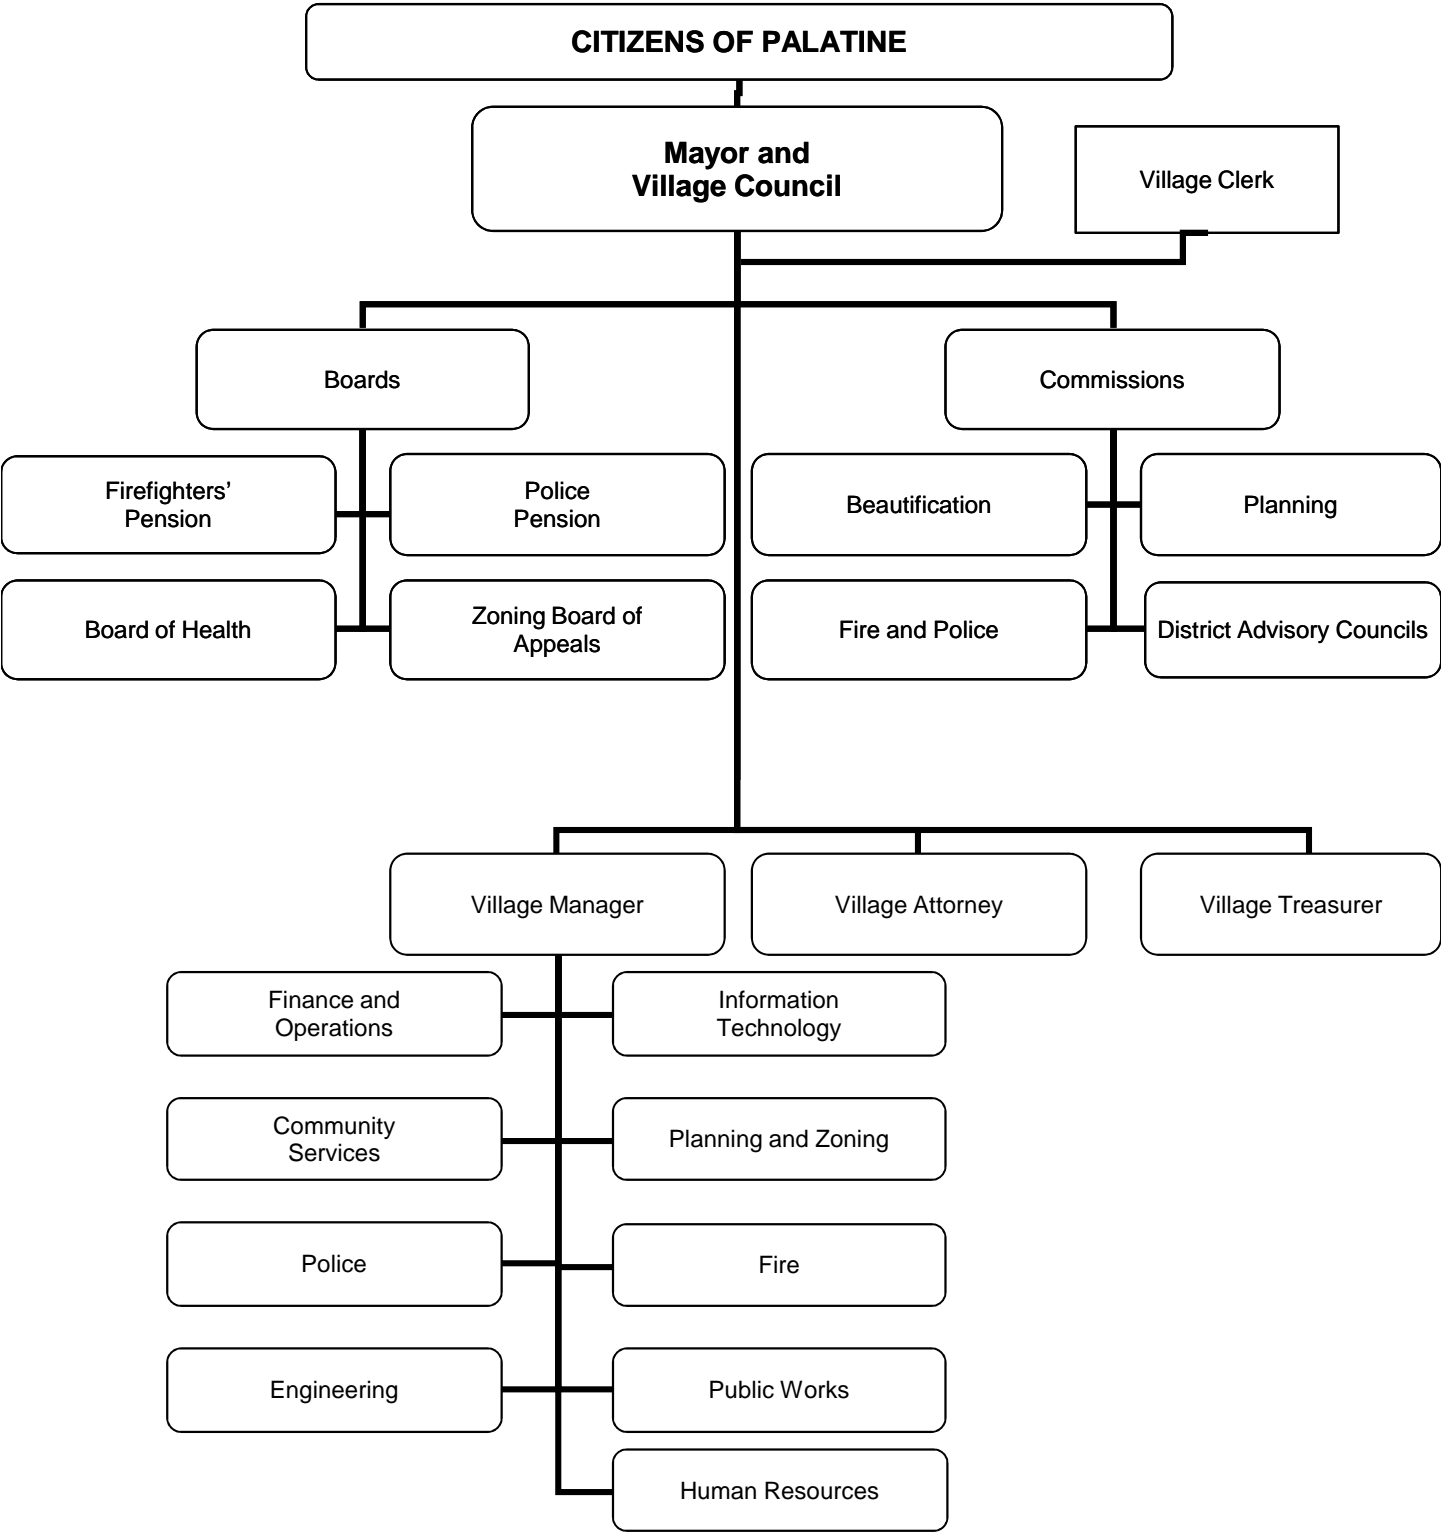 CITIZENS OF PALATINE
Mayor and
Village Council
Village Clerk
Boards
Commissions
Firefighters’
Pension
Police
Pension
Beautification
Planning
Board of Health
Zoning Board of
Appeals
Fire and Police
District Advisory Councils
Village Manager
Village Attorney
Village Treasurer
Finance and
Operations
Information
Technology
Community
Services
Planning and Zoning
Police
Fire
Engineering
Public Works
Human Resources